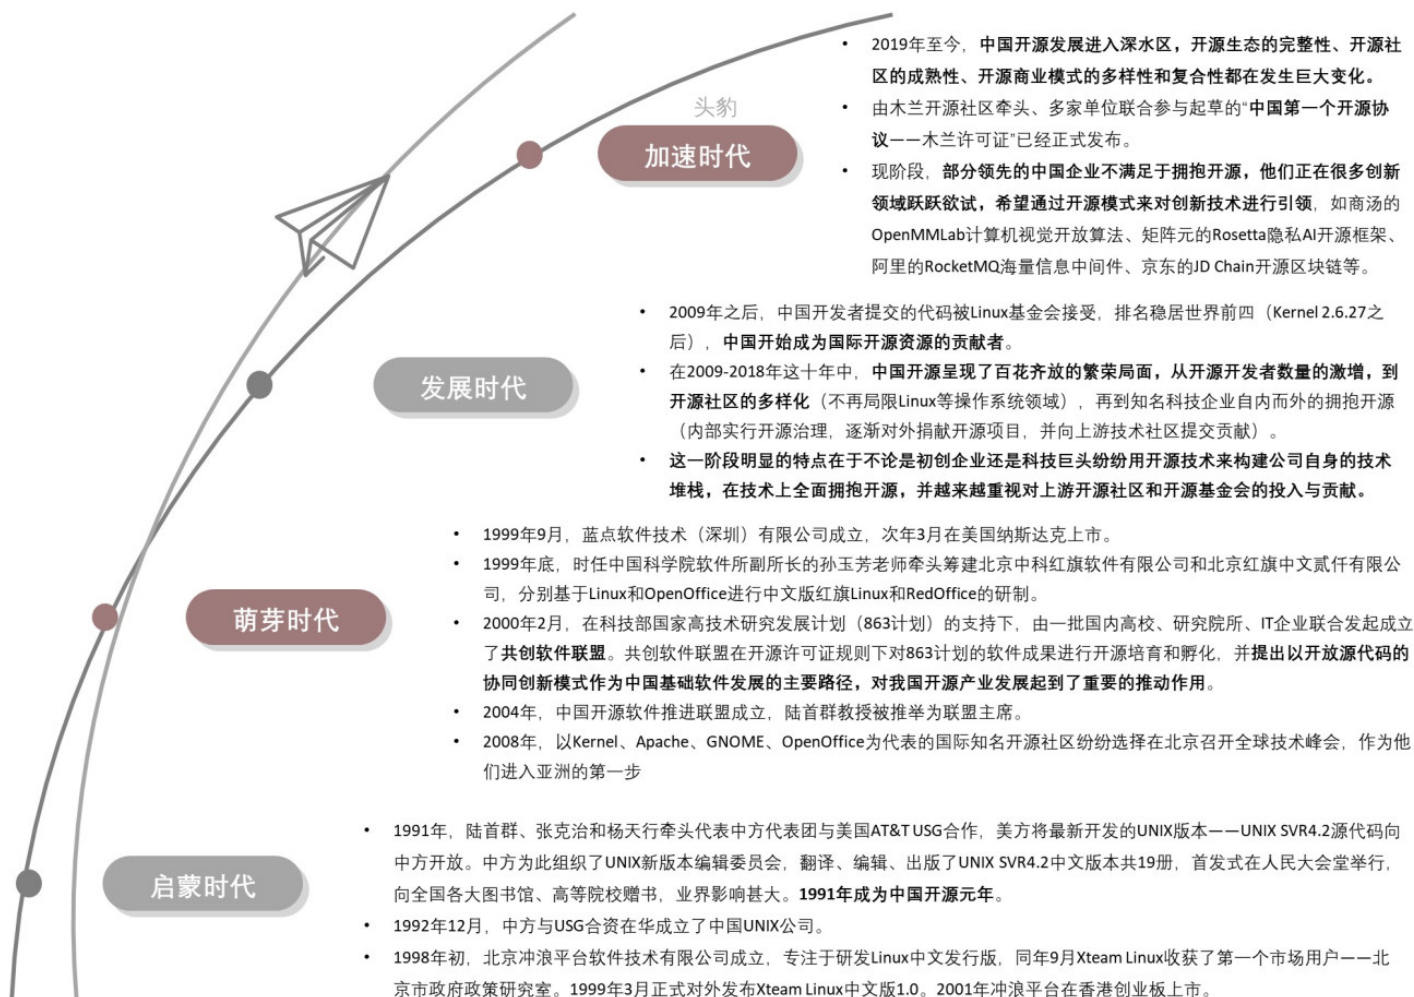 头豹
加速时代
• 2019年至今，中国开源发展进入深水区，开源生态的完整性、开源社
区的成熟性、开源商业模式的多样性和复合性都在发生巨大变化。
• 由木兰开源社区牵头、多家单位联合参与起草的“中国第一个开源协
议——木兰许可证”已经正式发布。
• 现阶段，部分领先的中国企业不满足于拥抱开源，他们正在很多创新
领域跃跃欲试，希望通过开源模式来对创新技术进行引领，如商汤的
OpenMMLab计算机视觉开放算法、矩阵元的Rosetta隐私AI开源框架、
阿里的RocketMQ海量信息中间件、京东的JD Chain开源区块链等。
发展时代
• 2009年之后，中国开发者提交的代码被Linux基金会接受，排名稳居世界前四（Kernel 2.6.27之
后），中国开始成为国际开源资源的贡献者。
• 在2009-2018年这十年中，中国开源呈现了百花齐放的繁荣局面，从开源开发者数量的激增，到
开源社区的多样化（不再局限Linux等操作系统领域），再到知名科技企业自内而外的拥抱开源
（内部实行开源治理，逐渐对外捐献开源项目，并向上游技术社区提交贡献）。
• 这一阶段明显的特点在于不论是初创企业还是科技巨头纷纷用开源技术来构建公司自身的技术
堆栈，在技术上全面拥抱开源，并越来越重视对上游开源社区和开源基金会的投入与贡献。
萌芽时代
• 1999年9月，蓝点软件技术（深圳）有限公司成立，次年3月在美国纳斯达克上市。
• 1999年底，时任中国科学院软件所副所长的孙玉芳老师牵头筹建北京中科红旗软件有限公司和北京红旗中文贰仟有限公
司，分别基于Linux和OpenOffice进行中文版红旗Linux和RedOffice的研制。
• 2000年2月，在科技部国家高技术研究发展计划（863计划）的支持下，由一批国内高校、研究院所、IT企业联合发起成立
了共创软件联盟。共创软件联盟在开源许可证规则下对863计划的软件成果进行开源培育和孵化，并提出以开放源代码的
协同创新模式作为中国基础软件发展的主要路径，对我国开源产业发展起到了重要的推动作用。
• 2004年，中国开源软件推进联盟成立，陆首群教授被推举为联盟主席。
• 2008年，以Kernel、Apache、GNOME、OpenOffice为代表的国际知名开源社区纷纷选择在北京召开全球技术峰会，作为他
们进入亚洲的第一步
启蒙时代
• 1991年，陆首群、张克治和杨天行牵头代表中方代表团与美国AT&T USG合作，美方将最新开发的UNIX版本——UNIX SVR4.2源代码向
中方开放。中方为此组织了UNIX新版本编辑委员会，翻译、编辑、出版了UNIX SVR4.2中文版本共19册，首发式在人民大会堂举行，
向全国各大图书馆、高等院校赠书，业界影响甚大。1991年成为中国开源元年。
• 1992年12月，中方与USG合资在华成立了中国UNIX公司。
• 1998年初，北京冲浪平台软件技术有限公司成立，专注于研发Linux中文发行版，同年9月Xteam Linux收获了第一个市场用户——北
京市政府政策研究室。1999年3月正式对外发布Xteam Linux中文版1.0。2001年冲浪平台在香港创业板上市。